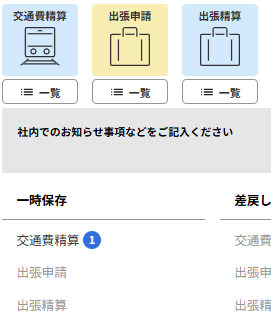 交通費精算 出張申請 出張精算
一覧 一覧 一覧
社内でのお知らせ事項などをご記入ください
一時保存 差戻し
交通費精算 1 交通費
出張申請 出張申
出張精算 出張精